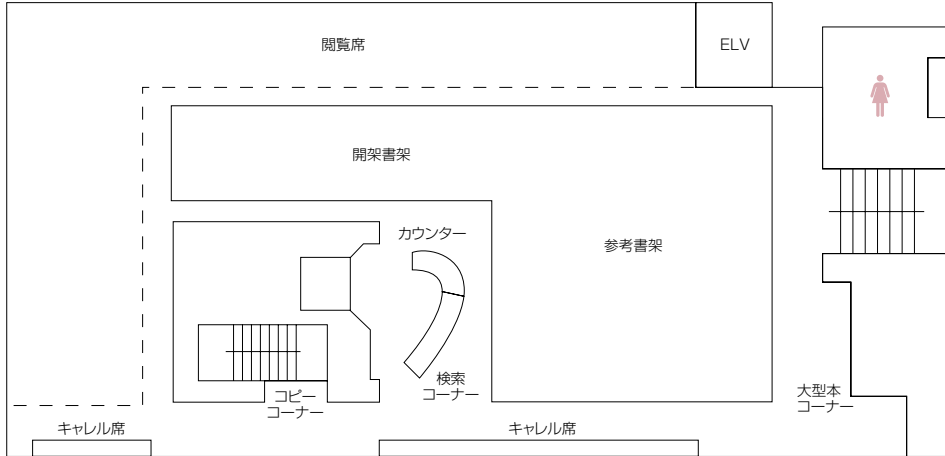 閲覧席
ELV
開架書架
カウンター
参考書架
検索
コーナー
コピー
コーナー
大型本
コーナー
キャレル席
キャレル席